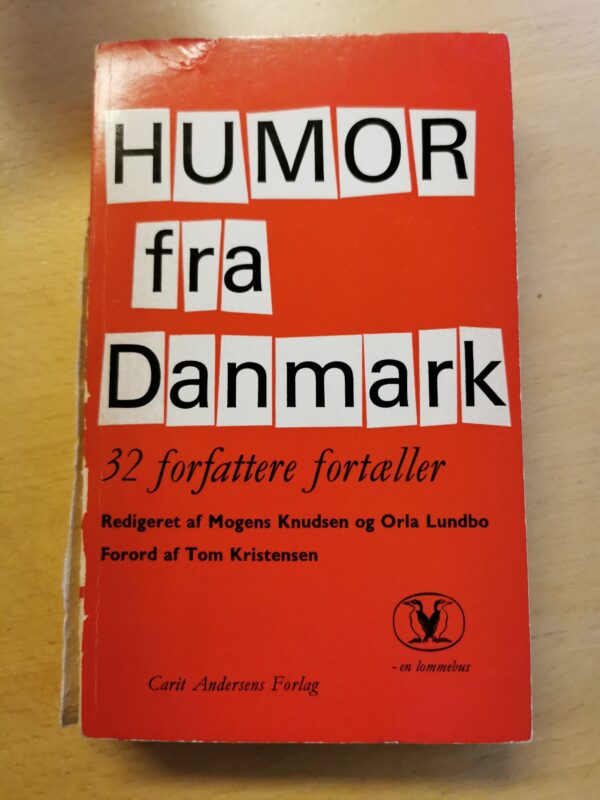 HUMOR
fra
Danmark
32 forfattere fortæller
Redigeret af Mogens Knudsen og Orla Lundbo
Forord af Tom Kristensen
- en lommebus
Carit Andersens Forlag